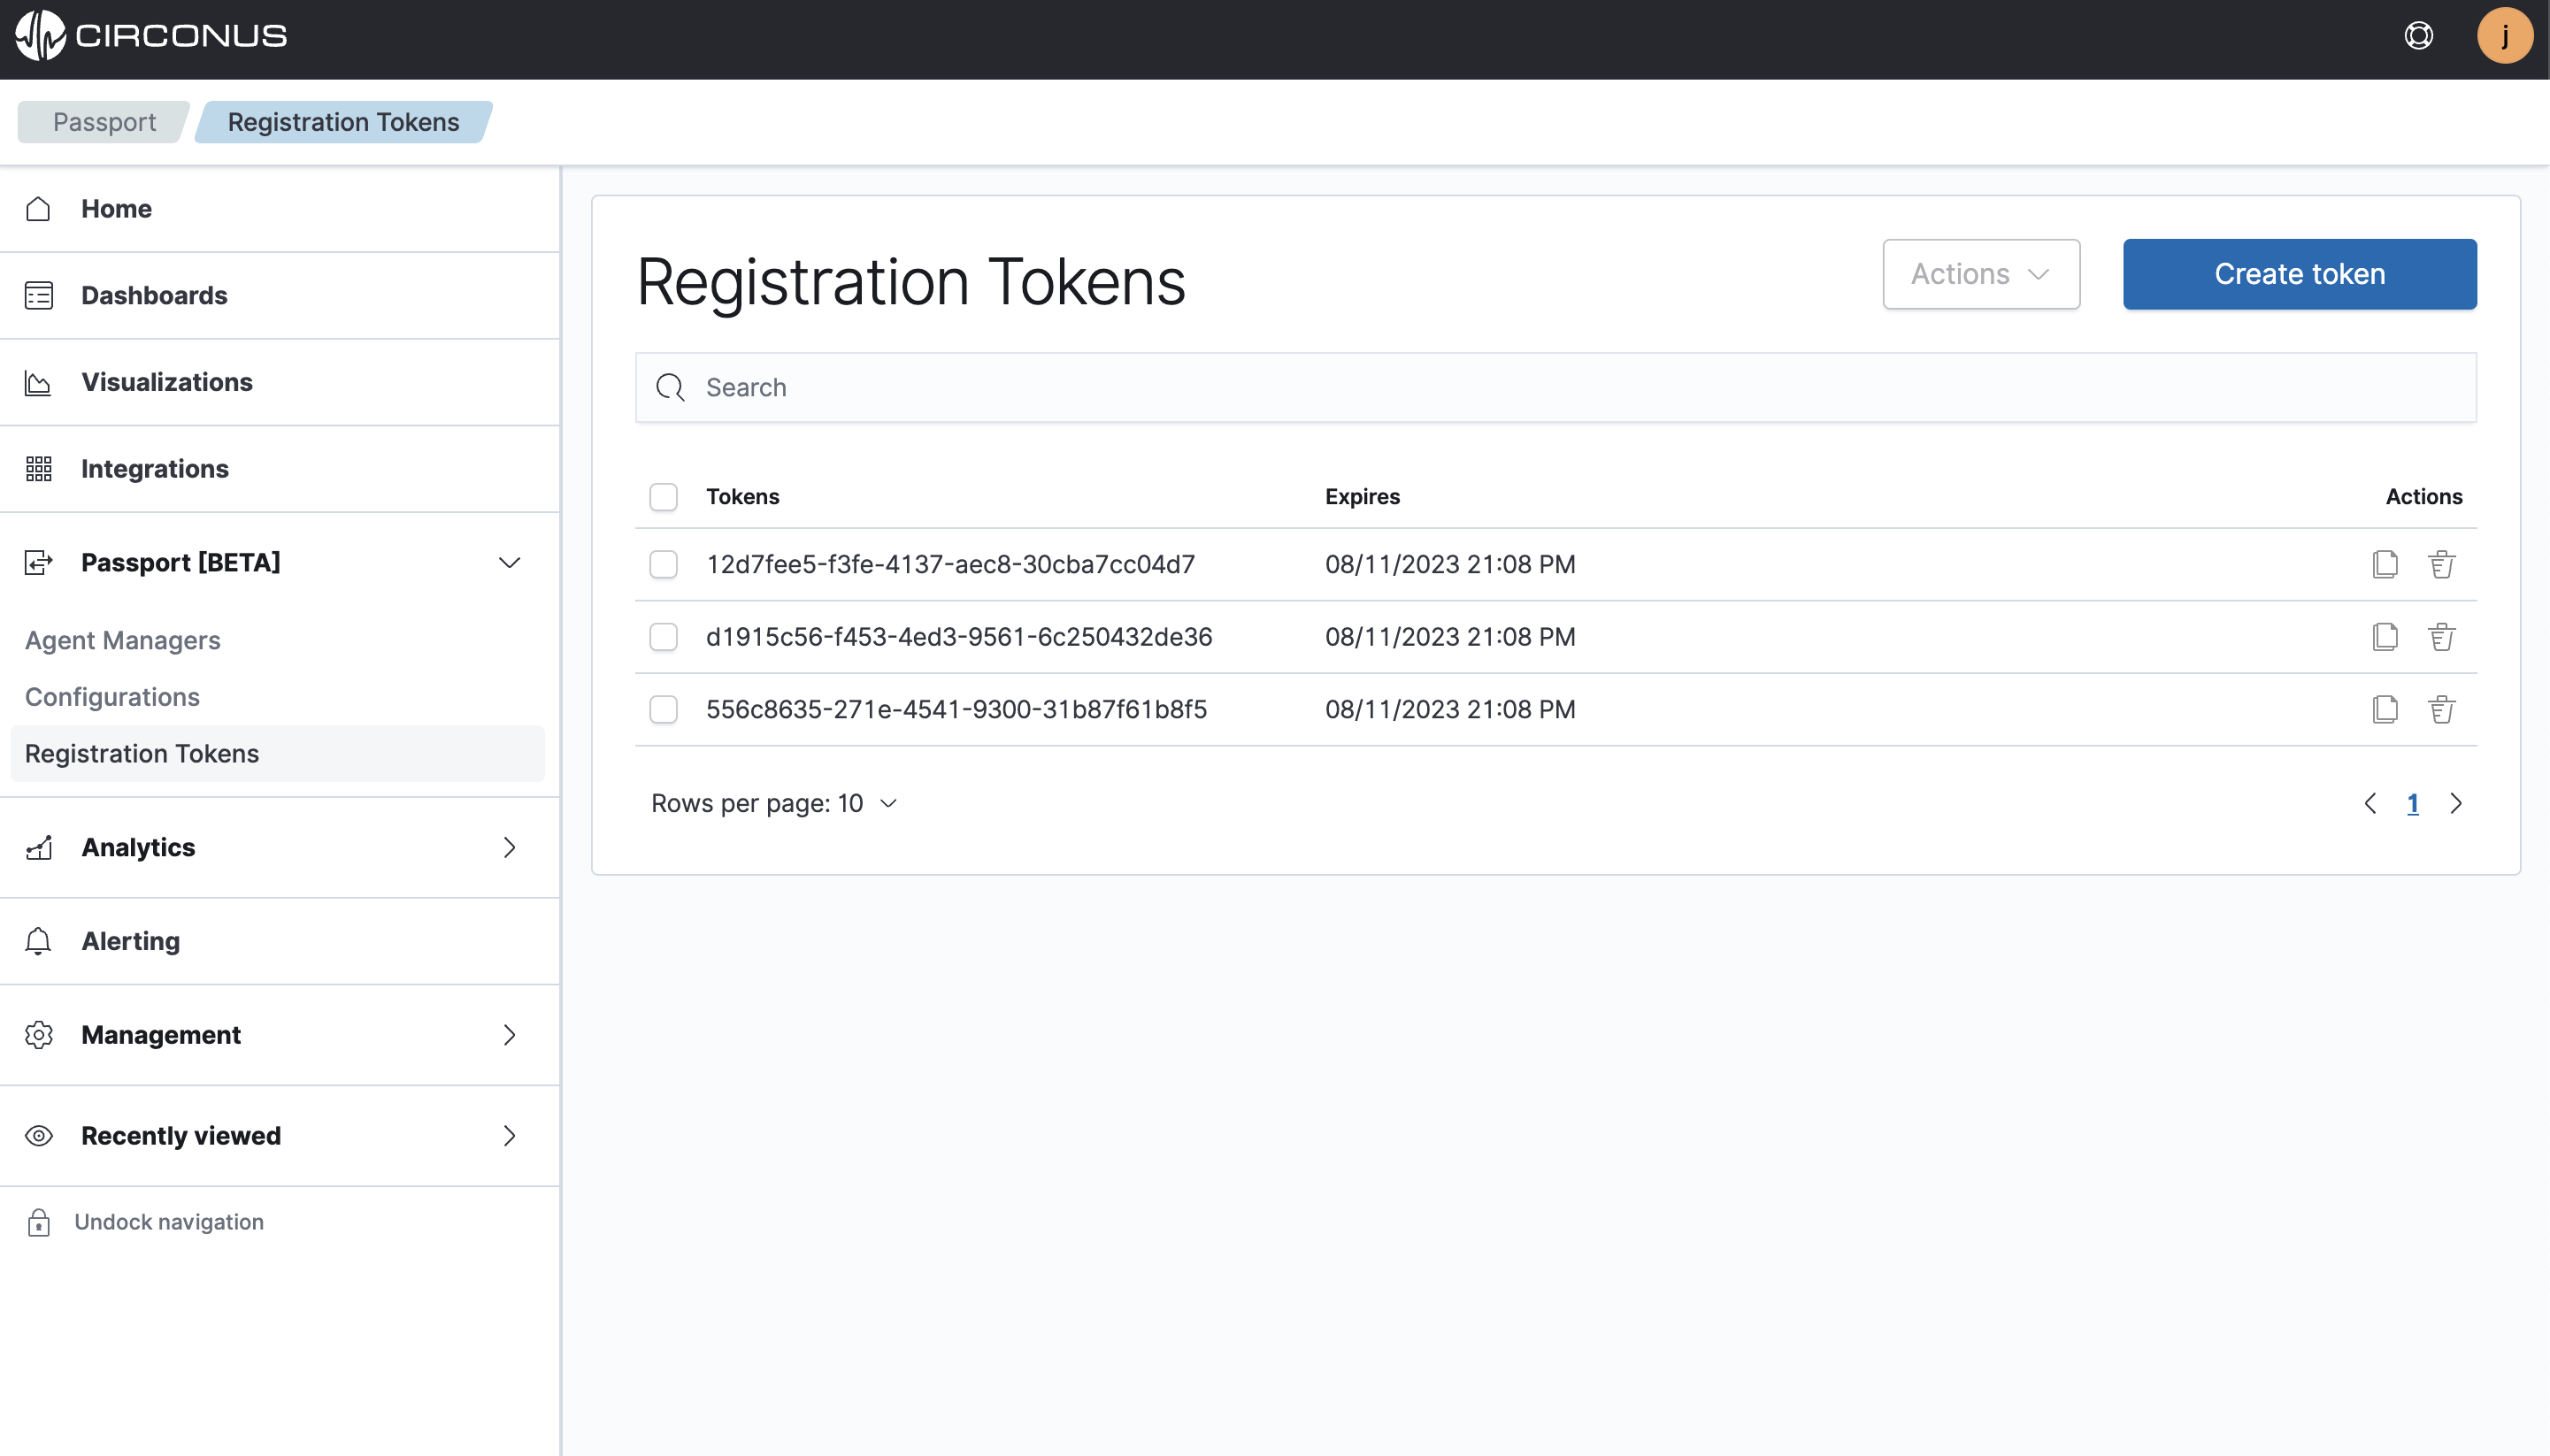 CIRCONUS
j
Passport
Registration Tokens
Home
Dashboards
Visualizations
Integrations
Passport [BETA]
Agent Managers
Configurations
Registration Tokens
Analytics
Alerting
Management
Recently viewed
Undock navigation
Registration Tokens
Actions
Create token
Search
Tokens Expires Actions
12d7fee5-f3fe-4137-aec8-30cba7cc04d7 08/11/2023 21:08 PM
d1915c56-f453-4ed3-9561-6c250432de36 08/11/2023 21:08 PM
556c8635-271e-4541-9300-31b87f61b8f5 08/11/2023 21:08 PM
Rows per page: 10
1